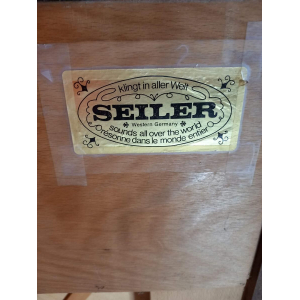 klingt in aller Welt
SEILER
Western Germany
sounds all over the world
résonne dans le monde entier